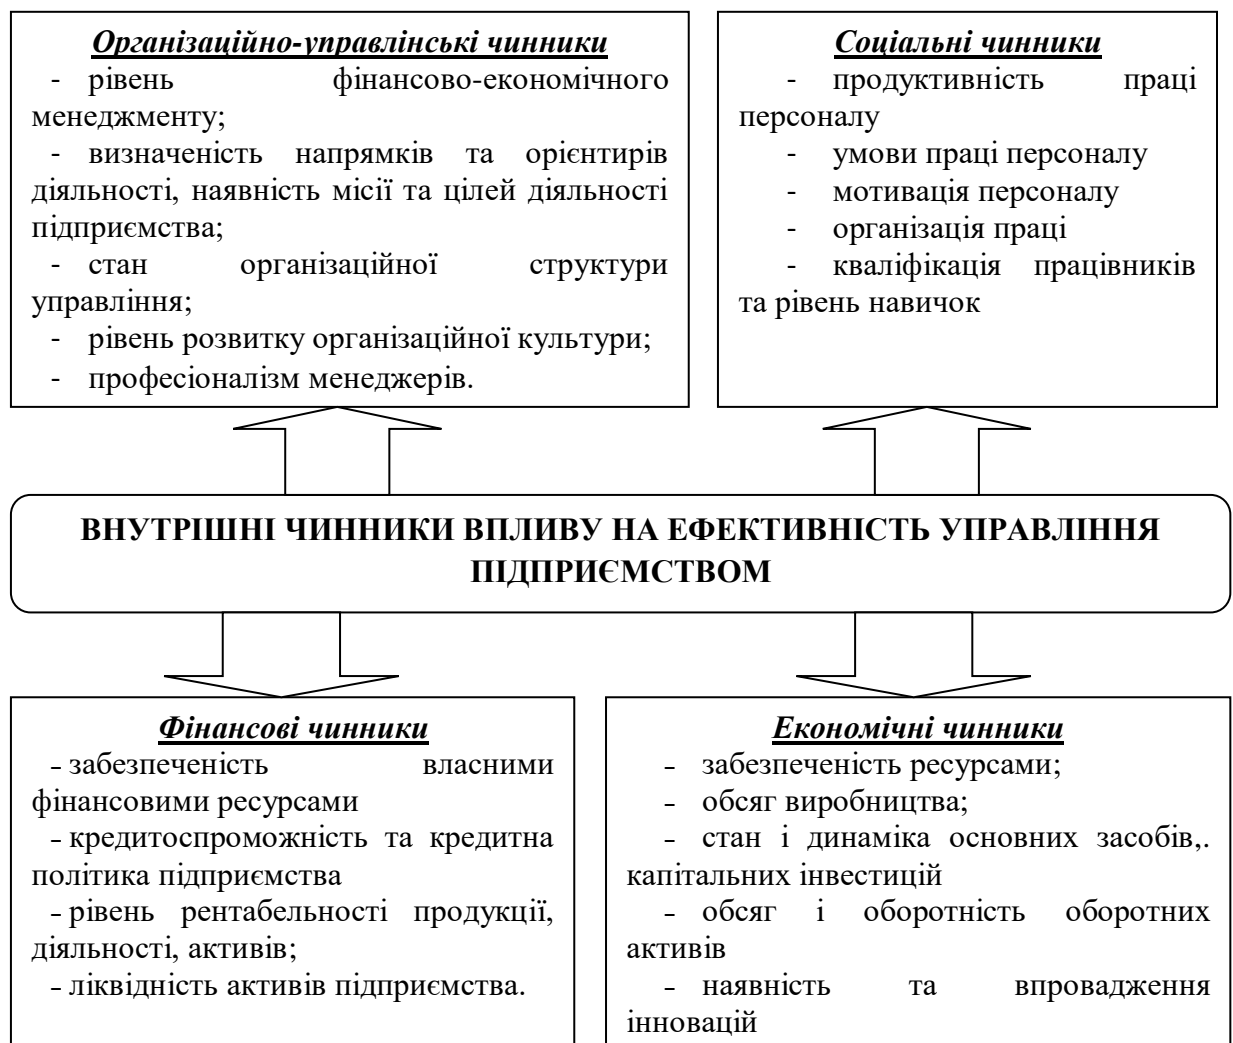 Організаційно-управлінські чинники
- рівень фінансово-економічного
менеджменту;
- визначеність напрямків та орієнтирів
діяльності, наявність місії та цілей діяльності
підприємства;
- стан організаційної структури
управління;
- рівень розвитку організаційної культури;
- професіоналізм менеджерів.
Соціальні чинники
- продуктивність праці
персоналу
- умови праці персоналу
- мотивація персоналу
- організація праці
- кваліфікація працівників
та рівень навичок
ВНУТРІШНІ ЧИННИКИ ВПЛИВУ НА ЕФЕКТИВНІСТЬ УПРАВЛІННЯ
ПІДПРИЄМСТВОМ
Фінансові чинники
- забезпеченість власними
фінансовими ресурсами
- кредитоспроможність та кредитна
політика підприємства
- рівень рентабельності продукції,
діяльності, активів;
- ліквідність активів підприємства.
Економічні чинники
- забезпеченість ресурсами;
- обсяг виробництва;
- стан і динаміка основних засобів,.
капітальних інвестицій
- обсяг і оборотність оборотних
активів
- наявність та впровадження
інновацій